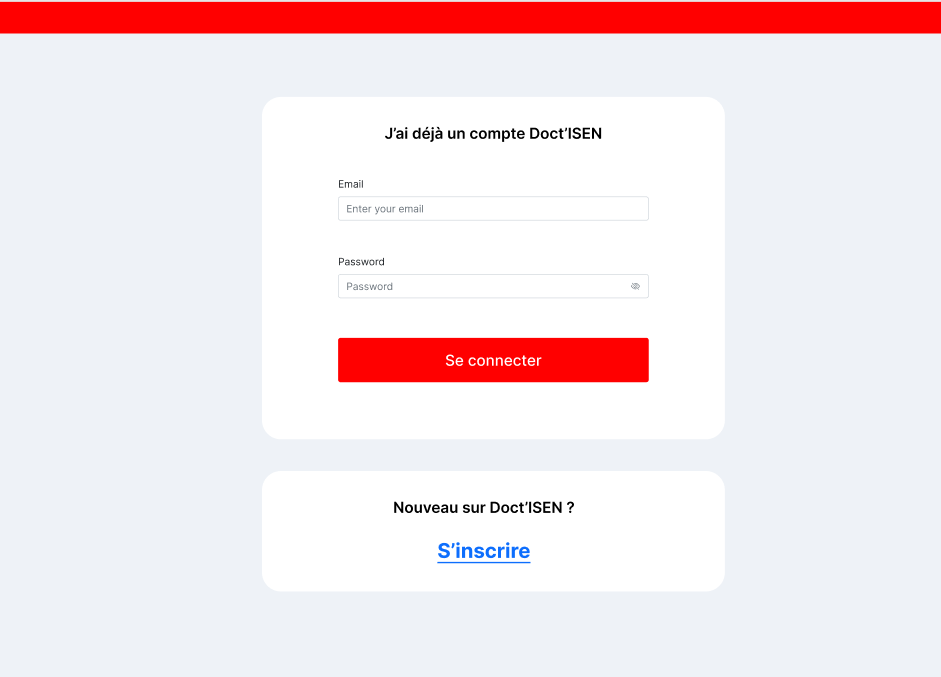 J’ai déjà un compte Doct’ISEN
Email
Enter your email
Password
Password
Se connecter
Nouveau sur Doct’ISEN ?
S’inscrire